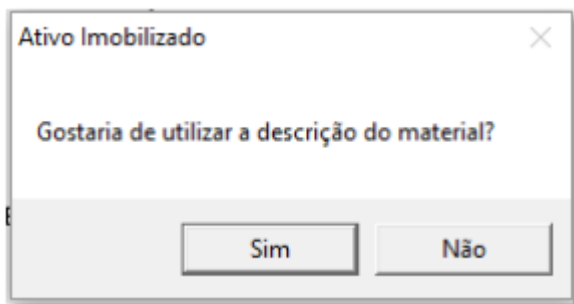 Ativo Imobilizado
Gostaria de utilizar a descrição do material?
Sim Não